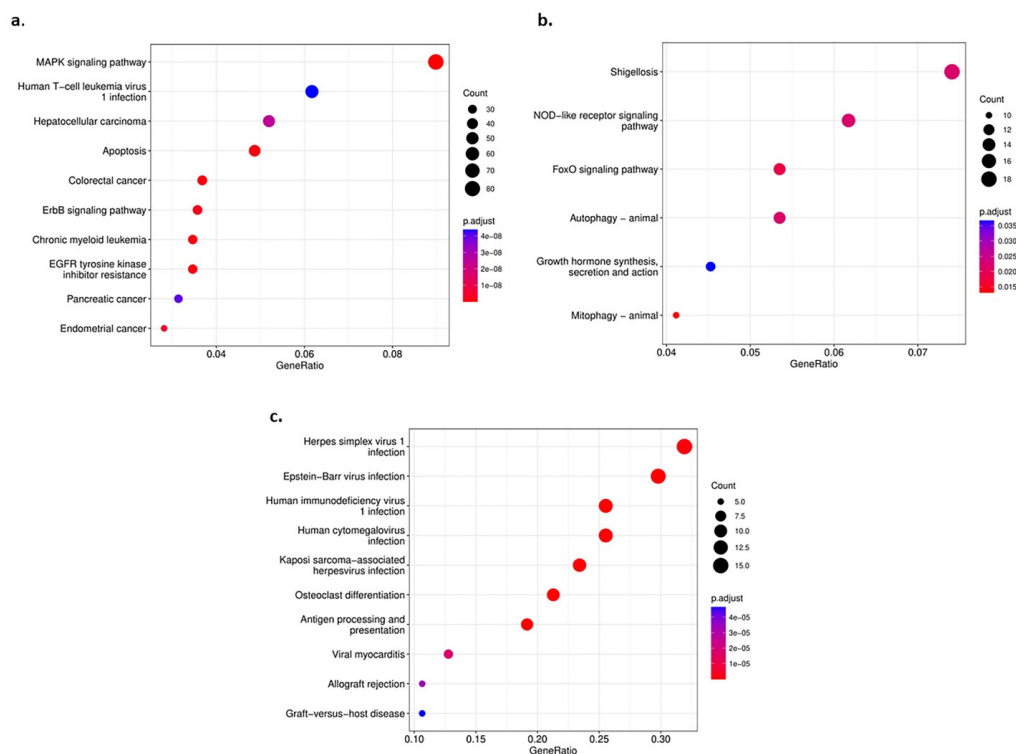 a.
MAPK signaling pathway
Human T−cell leukemia virus
1 infection
Hepatocellular carcinoma
Apoptosis
Colorectal cancer
ErbB signaling pathway
Chronic myeloid leukemia
EGFR tyrosine kinase
inhibitor resistance
Pancreatic cancer
Endometrial cancer
0.04 0.06 0.08
GeneRatio
Count
30
40
50
60
70
80
p.adjust
4e−08
3e−08
2e−08
1e−08
b.
Shigellosis
NOD−like receptor signaling
pathway
FoxO signaling pathway
Autophagy − animal
Growth hormone synthesis,
secretion and action
Mitophagy − animal
0.04 0.05 0.06 0.07
GeneRatio
Count
10
12
14
16
18
p.adjust
0.035
0.030
0.025
0.020
0.015
c.
Herpes simplex virus 1
infection
Epstein−Barr virus infection
Human immunodeficiency virus
1 infection
Human cytomegalovirus
infection
Kaposi sarcoma−associated
herpesvirus infection
Osteoclast differentiation
Antigen processing and
presentation
Viral myocarditis
Allograft rejection
Graft−versus−host disease
0.10 0.15 0.20 0.25 0.30
GeneRatio
Count
5.0
7.5
10.0
12.5
15.0
p.adjust
4e−05
3e−05
2e−05
1e−05